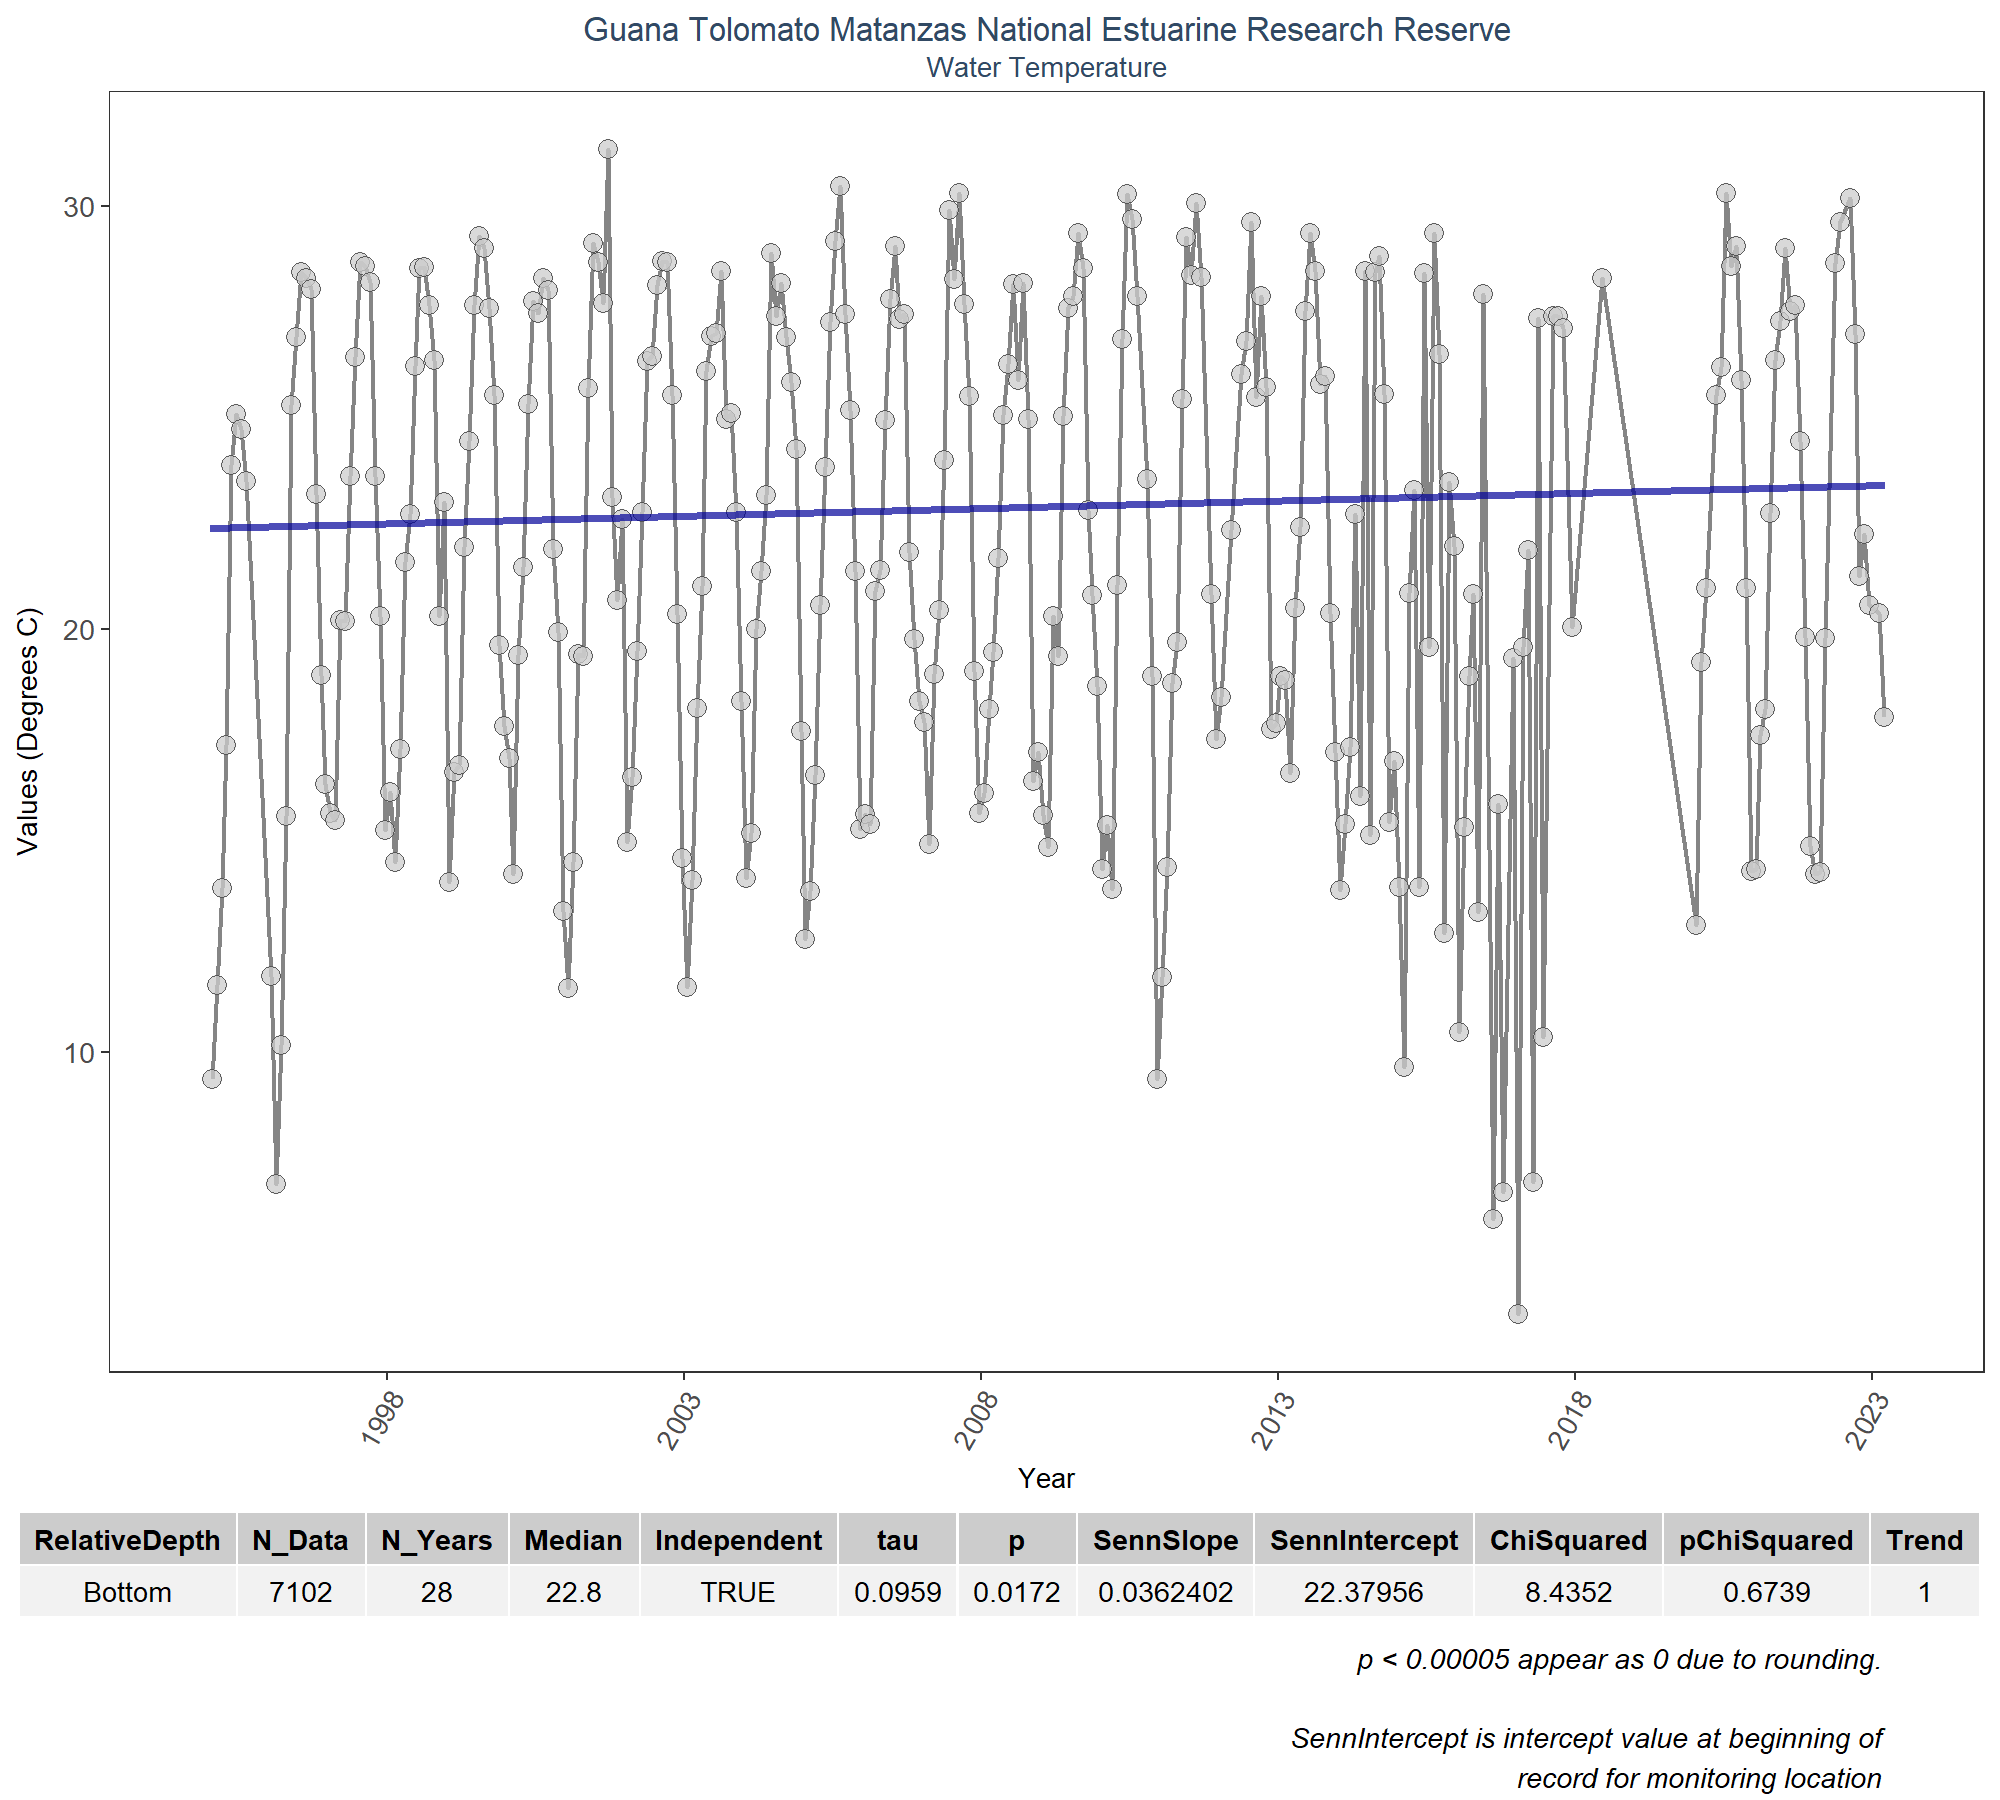 Guana Tolomato Matanzas National Estuarine Research Reserve
Water Temperature
Values (Degrees C)
30
20
10
1998
2003
2008
2013
2018
2023
Year
RelativeDepth N_Data N_Years Median Independent tau p SennSlope SennIntercept ChiSquared pChiSquared Trend
Bottom 7102 28 22.8 TRUE 0.0959 0.0172 0.0362402 22.37956 8.4352 0.6739 1
p < 0.00005 appear as 0 due to rounding.
SennIntercept is intercept value at beginning of
record for monitoring location